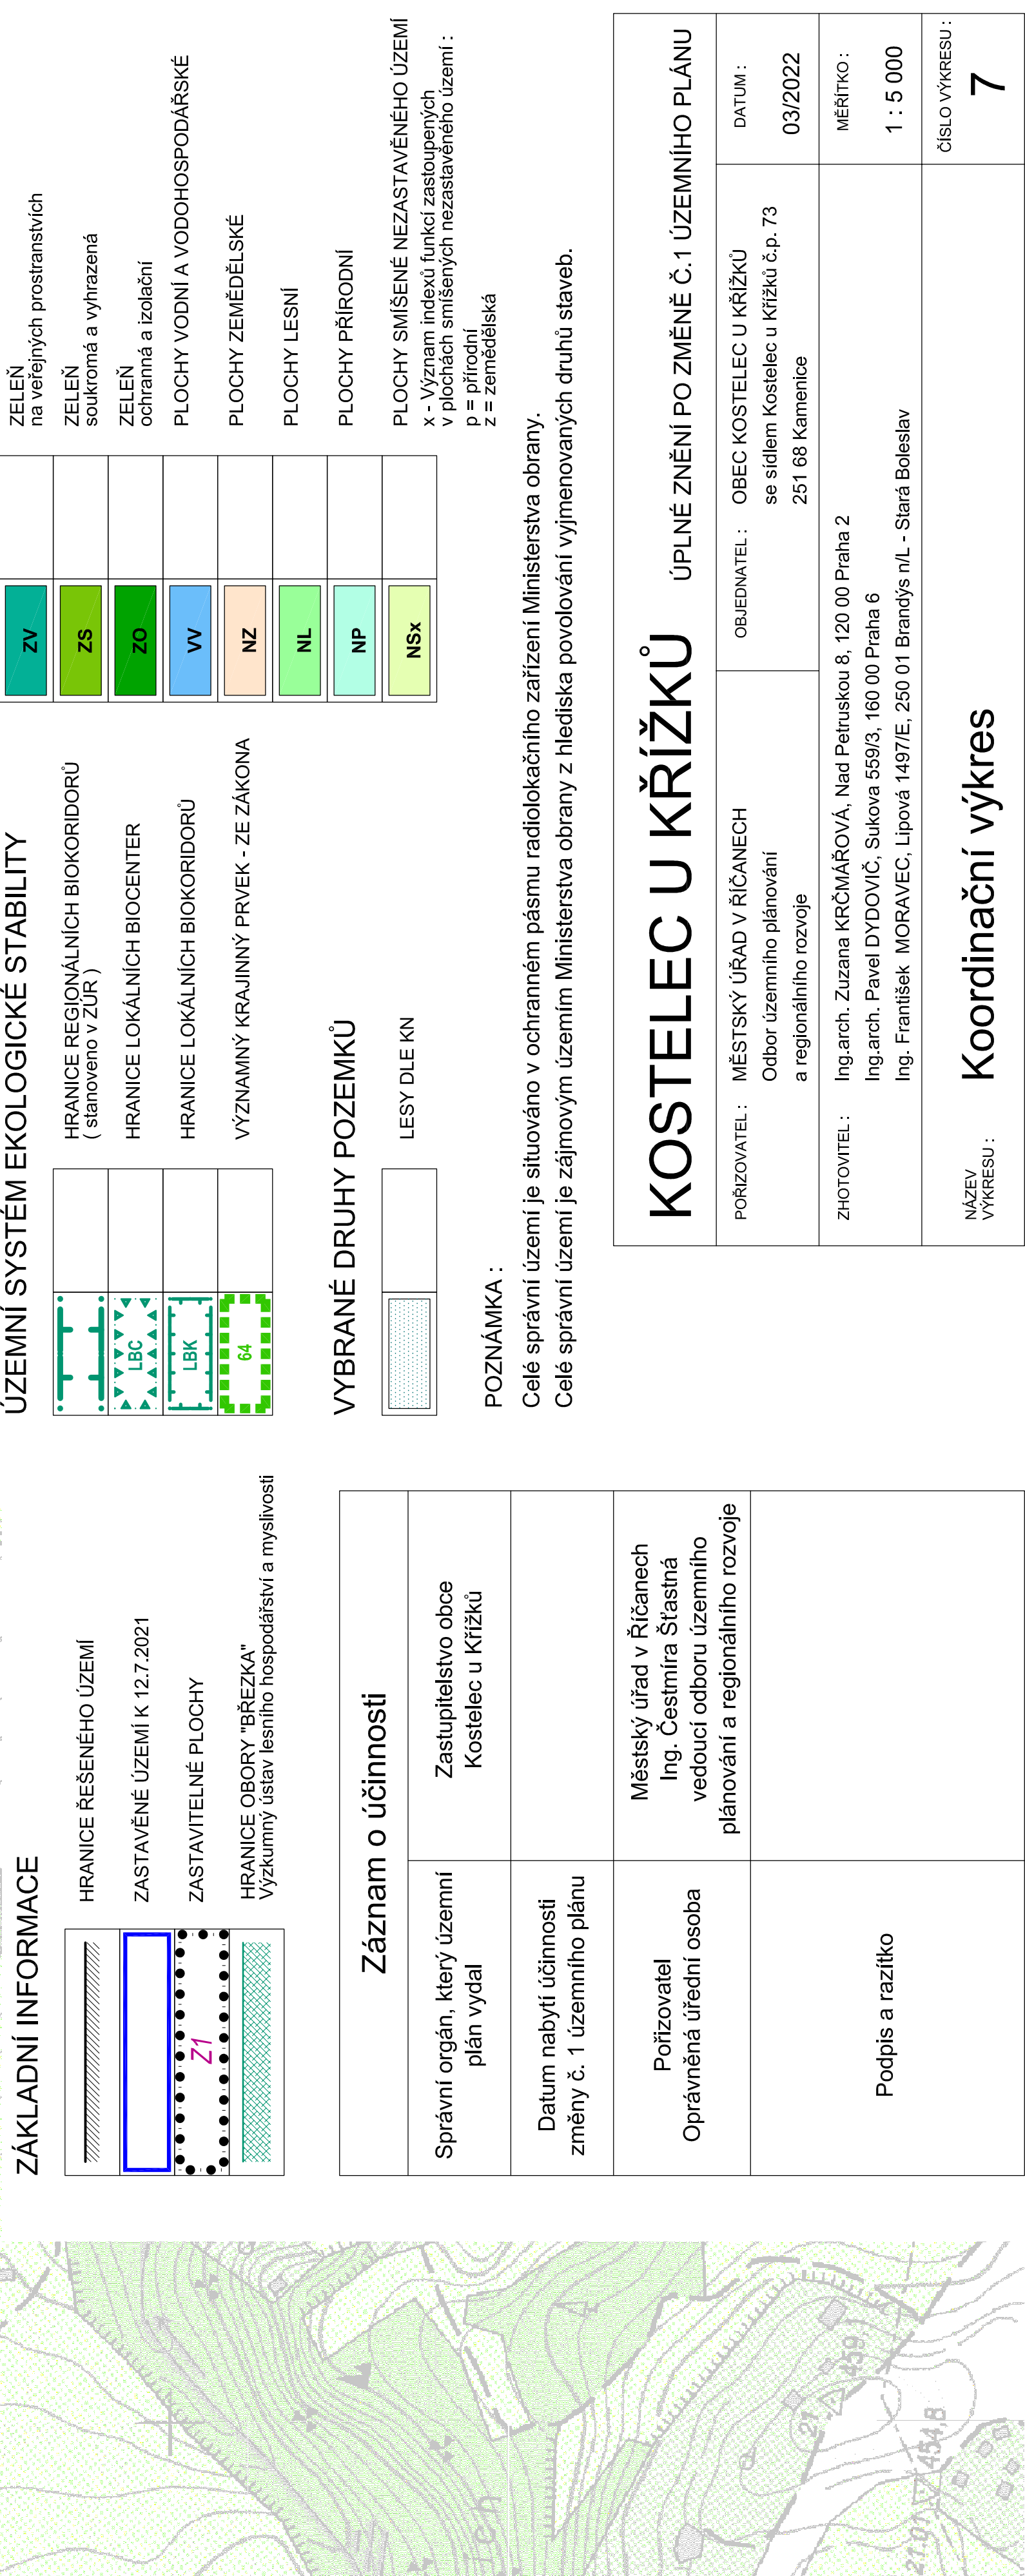 ZÁKLADNÍ INFORMACE
HRANICE ŘEŠENÉHO ÚZEMÍ
ZASTAVĚNÉ ÚZEMÍ K 12.7.2021
Z1
ZASTAVITELNÉ PLOCHY
HRANICE OBORY "BŘEZKA"
Výzkumný ústav lesního hospodářství a myslivosti
Záznam o účinnosti
Správní orgán, který územní
plán vydal
Zastupitelstvo obce
Kostelec u Křížků
Datum nabytí účinnosti
změny č. 1 územního plánu
Pořizovatel
Oprávněná úřední osoba
Městský úřad v Říčanech
Ing. Čestmíra Šťastná
vedoucí odboru územního
plánování a regionálního rozvoje
Podpis a razítko
ÚZEMNÍ SYSTÉM EKOLOGICKÉ STABILITY
HRANICE REGIONÁLNÍCH BIOKORIDORŮ
( stanoveno v ZÚR )
LBC
HRANICE LOKÁLNÍCH BIOCENTER
LBK
HRANICE LOKÁLNÍCH BIOKORIDORŮ
64
VÝZNAMNÝ KRAJINNÝ PRVEK - ZE ZÁKONA
VYBRANÉ DRUHY POZEMKŮ
LESY DLE KN
ZV
ZELEŇ
na veřejných prostranstvích
ZS
ZELEŇ
soukromá a vyhrazená
ZO
ZELEŇ
ochranná a izolační
VV
PLOCHY VODNÍ A VODOHOSPODÁŘSKÉ
NZ
PLOCHY ZEMĚDĚLSKÉ
NL
PLOCHY LESNÍ
NP
PLOCHY PŘÍRODNÍ
NSx
PLOCHY SMÍŠENÉ NEZASTAVĚNÉHO ÚZEMÍ
x - Význam indexů funkcí zastoupených
v plochách smíšených nezastavěného území :
p = přírodní
z = zemědělská
POZNÁMKA :
Celé správní území je situováno v ochranném pásmu radiolokačního zařízení Ministerstva obrany.
Celé správní území je zájmovým územím Ministerstva obrany z hlediska povolování vyjmenovaných druhů staveb.
KOSTELEC U KŘÍŽKŮ
ÚPLNÉ ZNĚNÍ PO ZMĚNĚ Č.1 ÚZEMNÍHO PLÁNU
POŘIZOVATEL :
MĚSTSKÝ ÚŘAD V ŘÍČANECH
Odbor územního plánování
a regionálního rozvoje
OBJEDNATEL :
OBEC KOSTELEC U KŘÍŽKŮ
se sídlem Kostelec u Křížků č.p. 73
251 68 Kamenice
DATUM :
03/2022
ZHOTOVITEL :
Ing.arch. Zuzana KRČMÁŘOVÁ, Nad Petruskou 8, 120 00 Praha 2
Ing.arch. Pavel DYDOVIČ, Sukova 559/3, 160 00 Praha 6
Ing. František MORAVEC, Lipová 1497/E, 250 01 Brandýs n/L - Stará Boleslav
MĚŘÍTKO :
1 : 5 000
NÁZEV
VÝKRESU :
Koordinační výkres
ČÍSLO VÝKRESU :
7
454,8